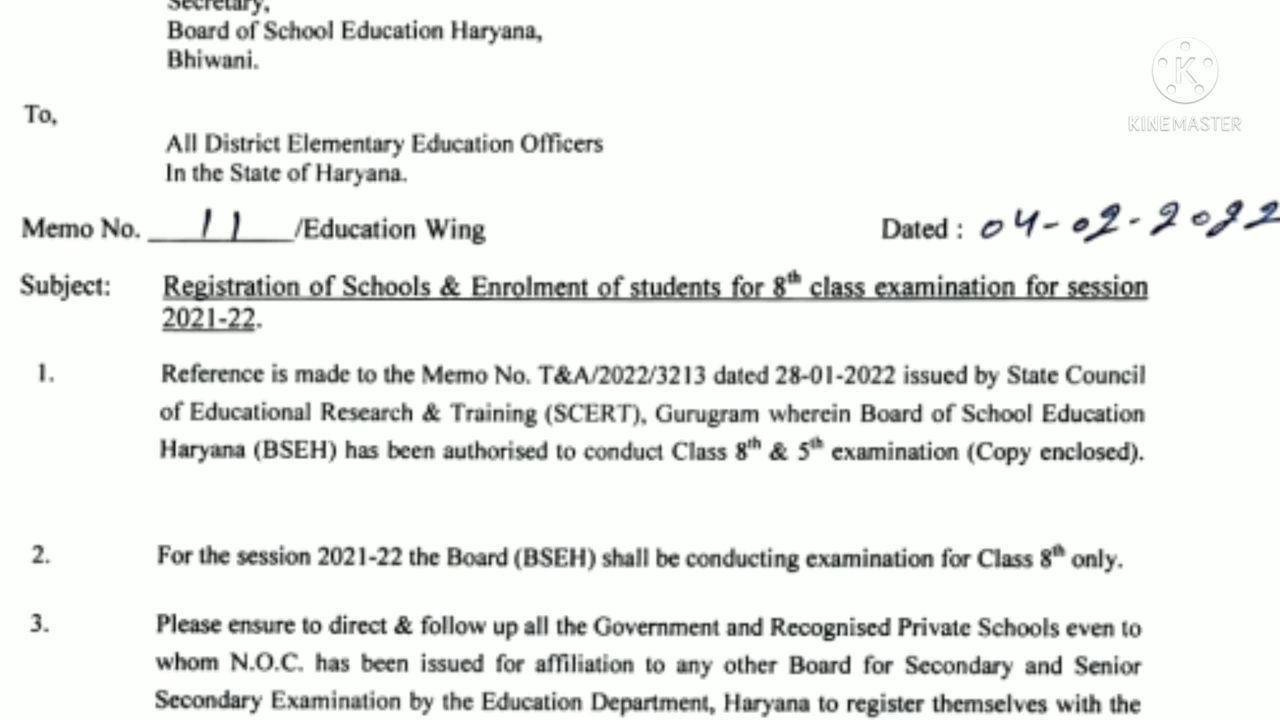 Secretary,
Board of School Education Haryana,
Bhiwani.
K
KINEMASTER
To,
All District Elementary Education Officers
In the State of Haryana.
Memo No. 11 /Education Wing
Dated : 04-02-2022
Subject: Registration of Schools & Enrolment of students for 8th class examination for session
2021-22.
1. Reference is made to the Memo No. T&A/2022/3213 dated 28-01-2022 issued by State Council
of Educational Research & Training (SCERT), Gurugram wherein Board of School Education
Haryana (BSEH) has been authorised to conduct Class 8th & 5th examination (Copy enclosed).
2. For the session 2021-22 the Board (BSEH) shall be conducting examination for Class 8th only.
3. Please ensure to direct & follow up all the Government and Recognised Private Schools even to
whom N.O.C. has been issued for affiliation to any other Board for Secondary and Senior
Secondary Examination by the Education Department, Haryana to register themselves with the